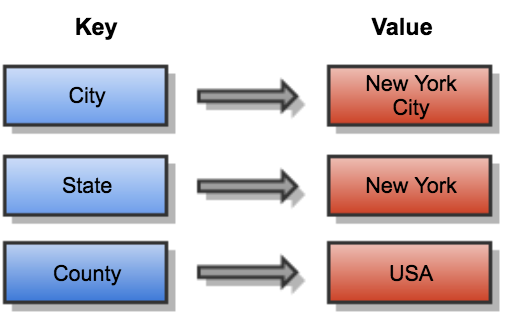 Key Value
City
New York
City
State
New York
County
USA